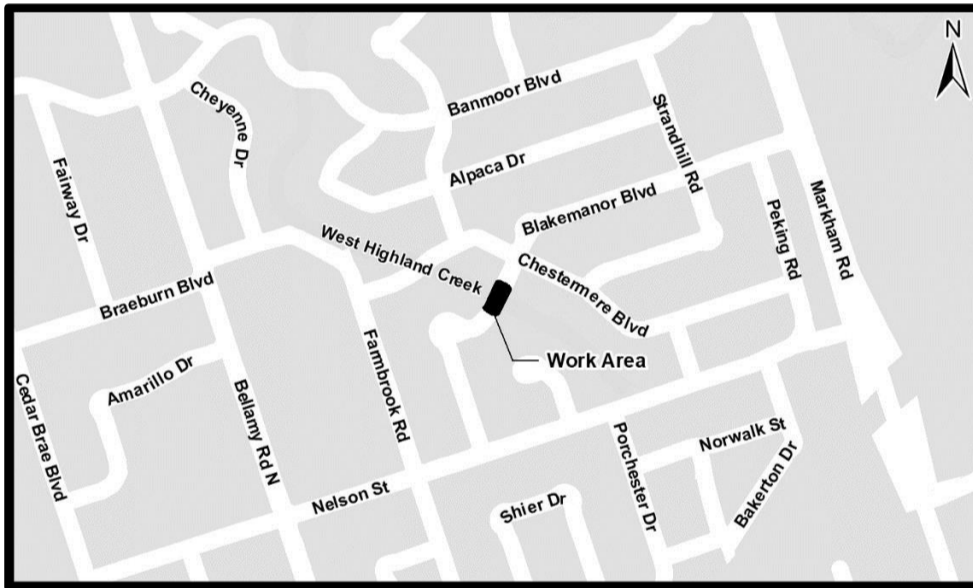 N
Cheyenne Dr
Banmoor Blvd
Strandhill Rd
Alpaca Dr
Fairway Dr
Blakemanor Blvd
Markham Rd
Peking Rd
West Highland Creek
Chestermere Blvd
Braeburn Blvd
Farmbrook Rd
Work Area
Amarillo Dr
Cedar Brae Blvd
Bellamy Rd N
Porchester Dr
Norwalk St
Bakerton Dr
Nelson St
Shier Dr